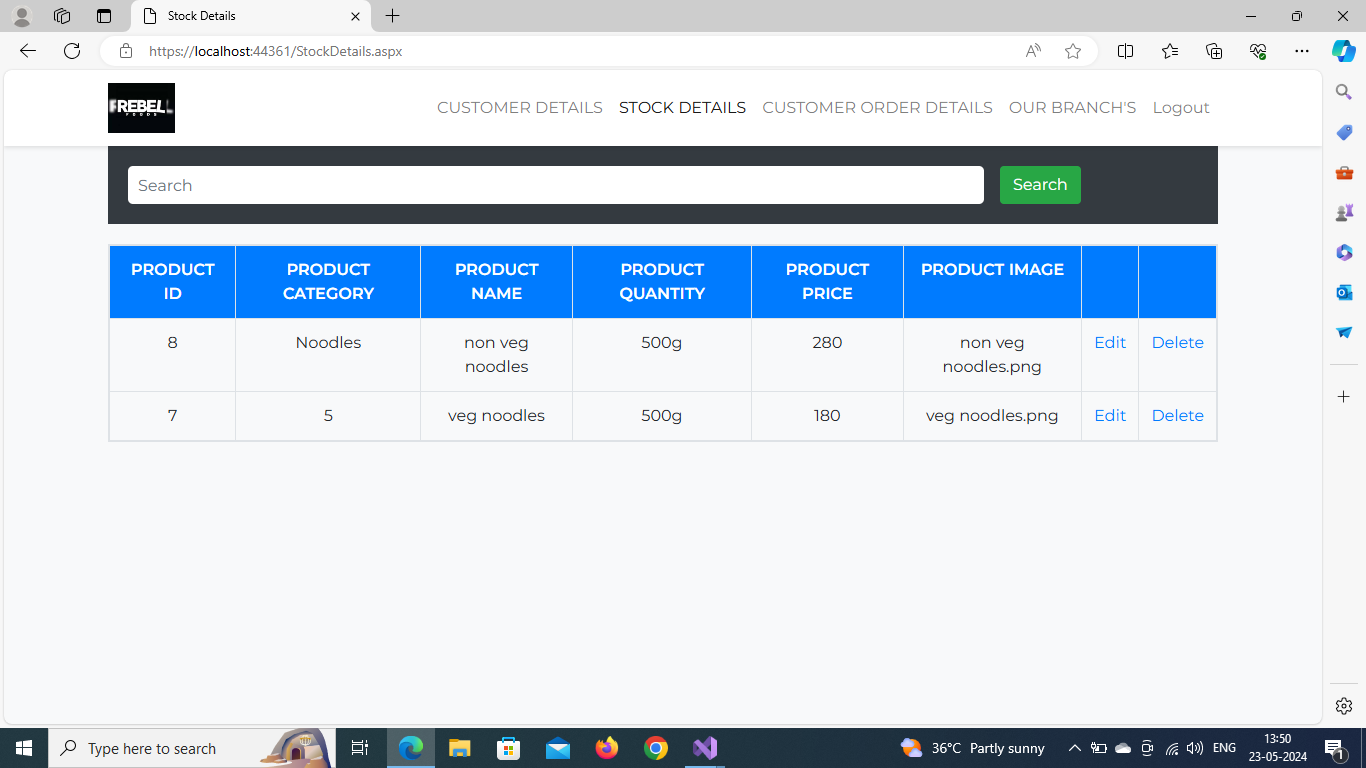 Stock Details
https://localhost:44361/StockDetails.aspx
REBEL
FOODS
CUSTOMER DETAILS STOCK DETAILS CUSTOMER ORDER DETAILS OUR BRANCH'S Logout
Search Search
PRODUCT ID PRODUCT CATEGORY PRODUCT NAME PRODUCT QUANTITY PRODUCT PRICE PRODUCT IMAGE
8 Noodles non veg noodles 500g 280 non veg noodles.png Edit Delete
7 5 veg noodles 500g 180 veg noodles.png Edit Delete
Type here to search
36°C Partly sunny
ENG
13:50
23-05-2024
1